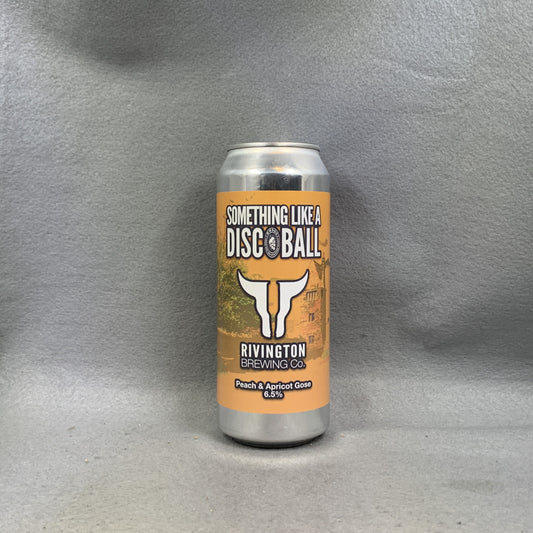 SOMETHING LIKE A
DISCO BALL
RIVINGTON
BREWING Co.
Peach & Apricot Gose
6.5%